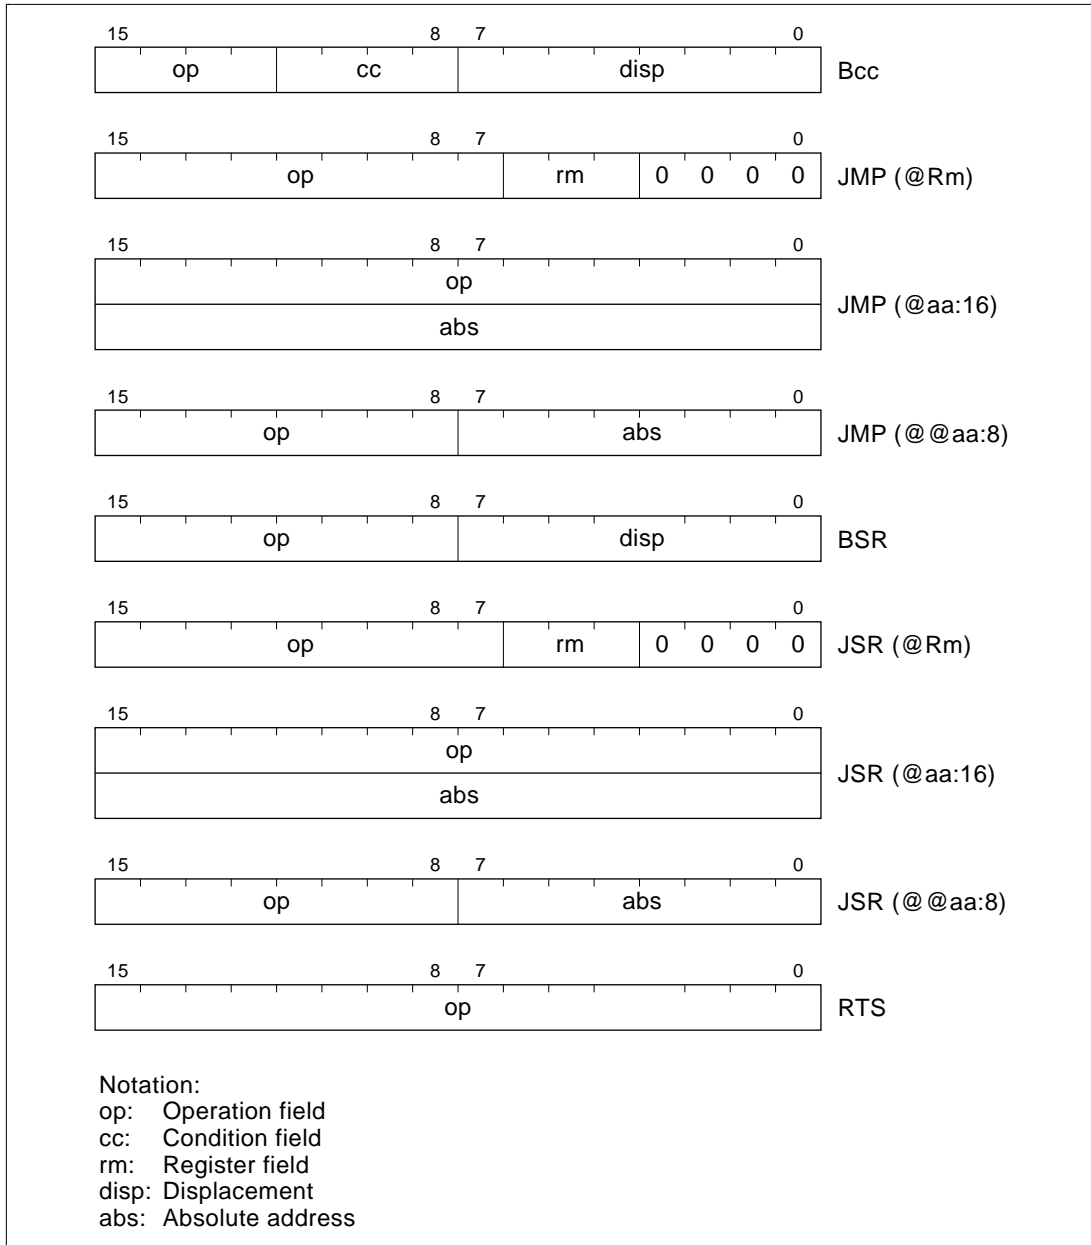 15 8 7 0
op cc disp Bcc
15 8 7 0
op rm 0 0 0 0 JMP (@Rm)
15 8 7 0
op
JMP (@aa:16)
abs
15 8 7 0
op abs JMP (@@aa:8)
15 8 7 0
op disp BSR
15 8 7 0
op rm 0 0 0 0 JSR (@Rm)
15 8 7 0
op
JSR (@aa:16)
abs
15 8 7 0
op abs JSR (@@aa:8)
15 8 7 0
op RTS
Notation:
op: Operation field
cc: Condition field
rm: Register field
disp: Displacement
abs: Absolute address